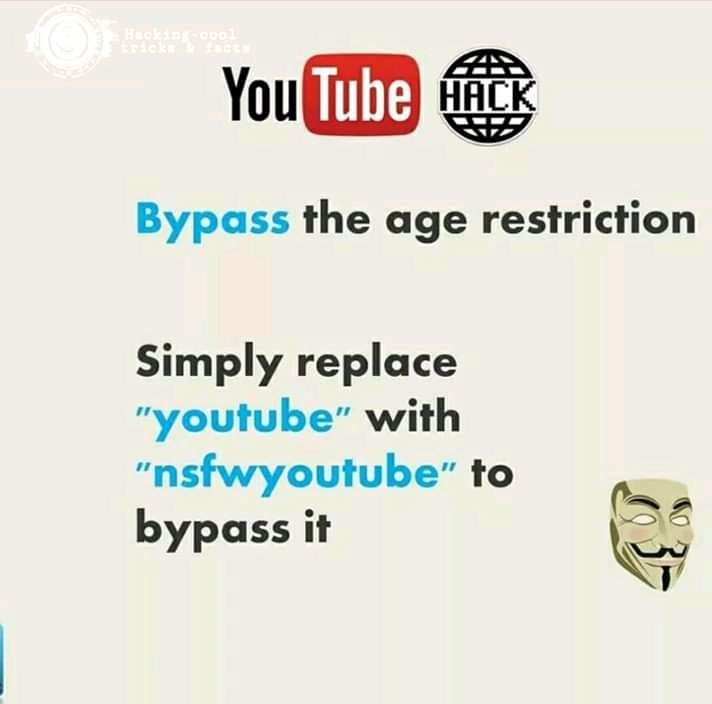 Hacking-cool
tricks & facts
YouTube HACK
Bypass the age restriction
Simply replace
"youtube" with
"nsfwyoutube" to
bypass it